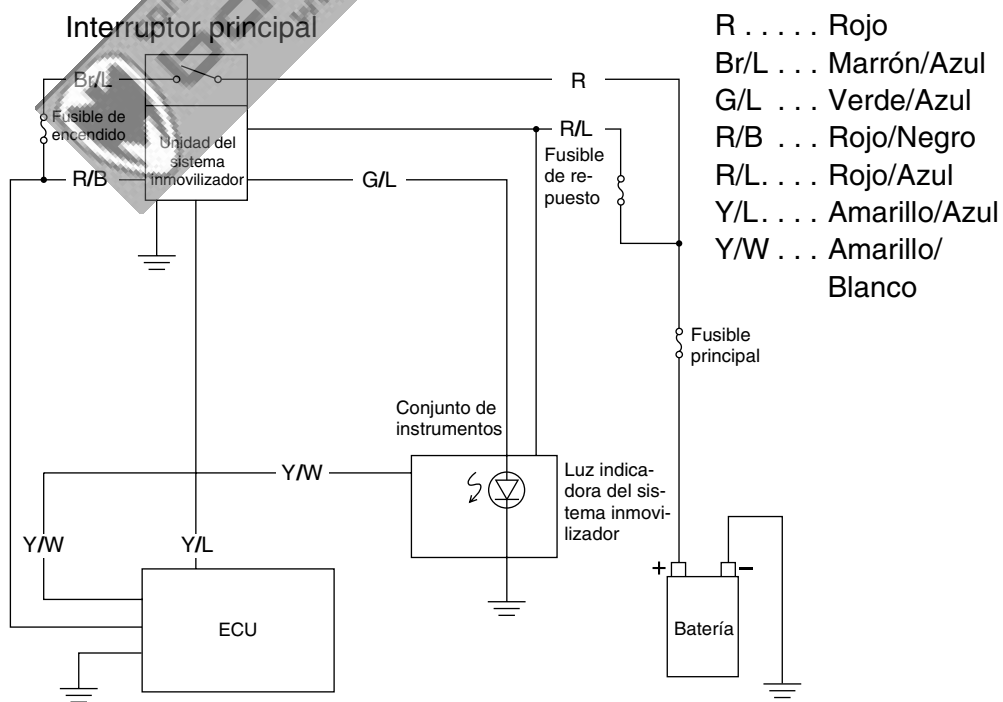 Interruptor principal
R . . . . . Rojo
Br/L . . . Marrón/Azul
G/L . . . Verde/Azul
R/B . . . Rojo/Negro
R/L. . . . Rojo/Azul
Y/L. . . . Amarillo/Azul
Y/W . . . Amarillo/
Blanco
Br/L
R
Fusible de
encendido
Unidad del
sistema
inmovilizador
R/L
Fusible
de re-
puesto
R/B
G/L
Fusible
principal
Conjunto de
instrumentos
Y/W
Luz indica-
dora del sis-
tema inmovi-
lizador
Y/W
Y/L
+
−
ECU
Batería